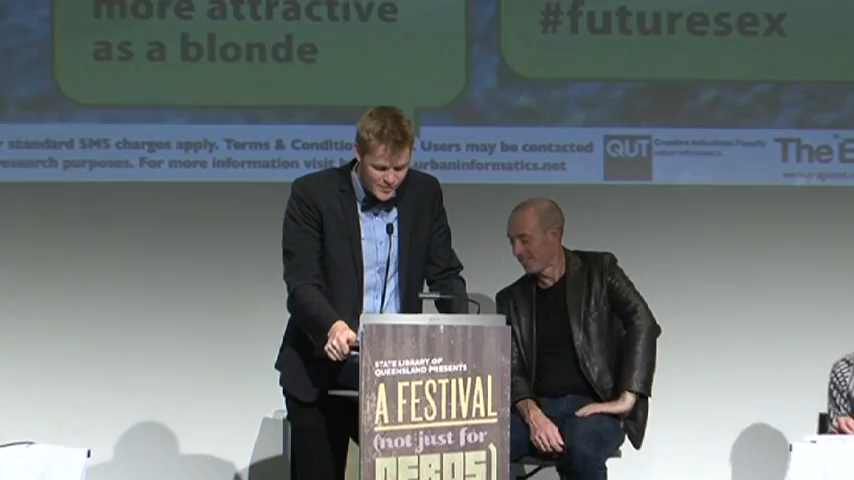 more attractive
as a blonde
#futuresex
standard SMS charges apply. Terms & Conditio Users may be contacted
research purposes. For more information visit urbaninformatics.net
QUT
The
STATE LIBRARY OF
QUEENSLAND PRESENTS
A FESTIVAL
(not just for
NERDS)